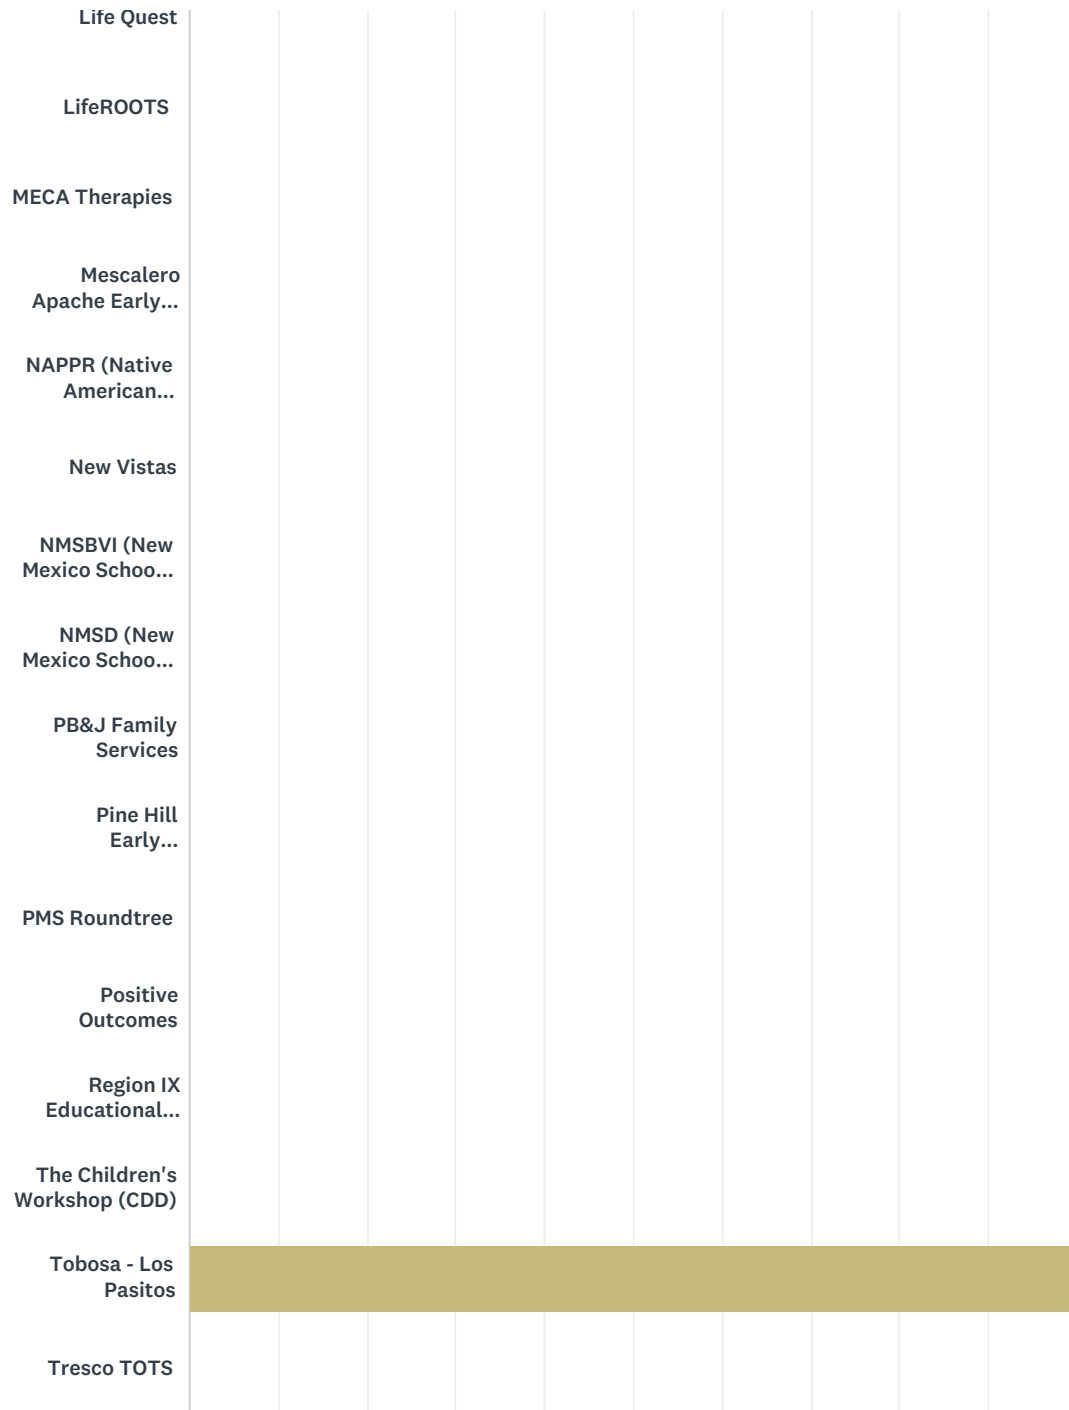 Life Quest
LifeROOTS
MECA Therapies
Mescalero
Apache Early...
NAPPR (Native
American...
New Vistas
NMSBVI (New
Mexico Schoo...
NMSD (New
Mexico Schoo...
PB&J Family
Services
Pine Hill
Early...
PMS Roundtree
Positive
Outcomes
Region IX
Educational...
The Children's
Workshop (CDD)
Tobosa - Los
Pasitos
Tresco TOTS